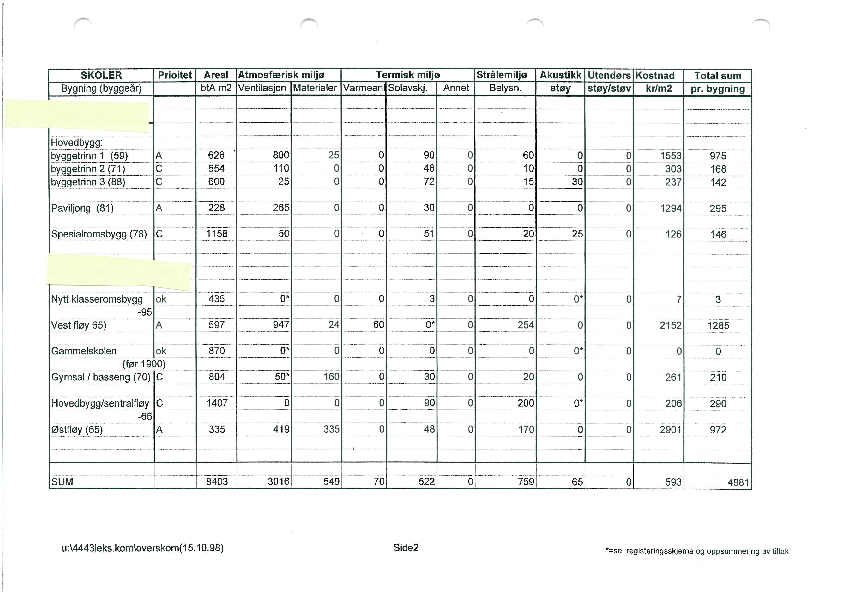 SKOLER Prioitet Areal Atmosfærisk miljø Termisk miljø Strålemiljø Akustikk Utendørs Kostnad Total sum
Bygning (byggeår) btA m2 Ventilasjon Materialer Varmean Solavskj. Annet Belysn. støy støy/støv kr/m2 pr. bygning
Hovedbygg:
byggetrinn 1 (59) A 626 800 25 0 90 0 60 0 0 1553 975
byggetrinn 2 (71) C 554 110 0 0 48 0 10 0 0 303 168
byggetrinn 3 (88) C 600 25 0 0 72 0 15 30 0 237 142
Paviljong (81) A 228 265 0 0 30 0 0 0 0 1294 295
Spesialromsbygg (78) C 1158 50 0 0 51 0 20 25 0 126 146
Nytt klasseromsbygg ok 435 0* 0 0 3 0 0 0* 0 7 3
-95
Vest fløy 65) A 597 947 24 60 0* 0 254 0 0 2152 1285
Gammelskolen ok 870 0* 0 0 0 0 0 0* 0 0 0
(før 1900)
Gymsal / basseng (70) C 804 50* 160 0 30 0 20 0 0 261 210
Hovedbygg/sentralfløy C 1407 0 0 0 90 0 200 0* 0 206 290
-66
Østfløy (65) A 335 419 335 0 48 0 170 0 0 2901 972
SUM 8403 3016 549 70 522 0 759 65 0 593 4981
u:\4443leks.kom\overskom(15.10.98) Side2 *=se registeringsskjema og oppsummering av tiltak